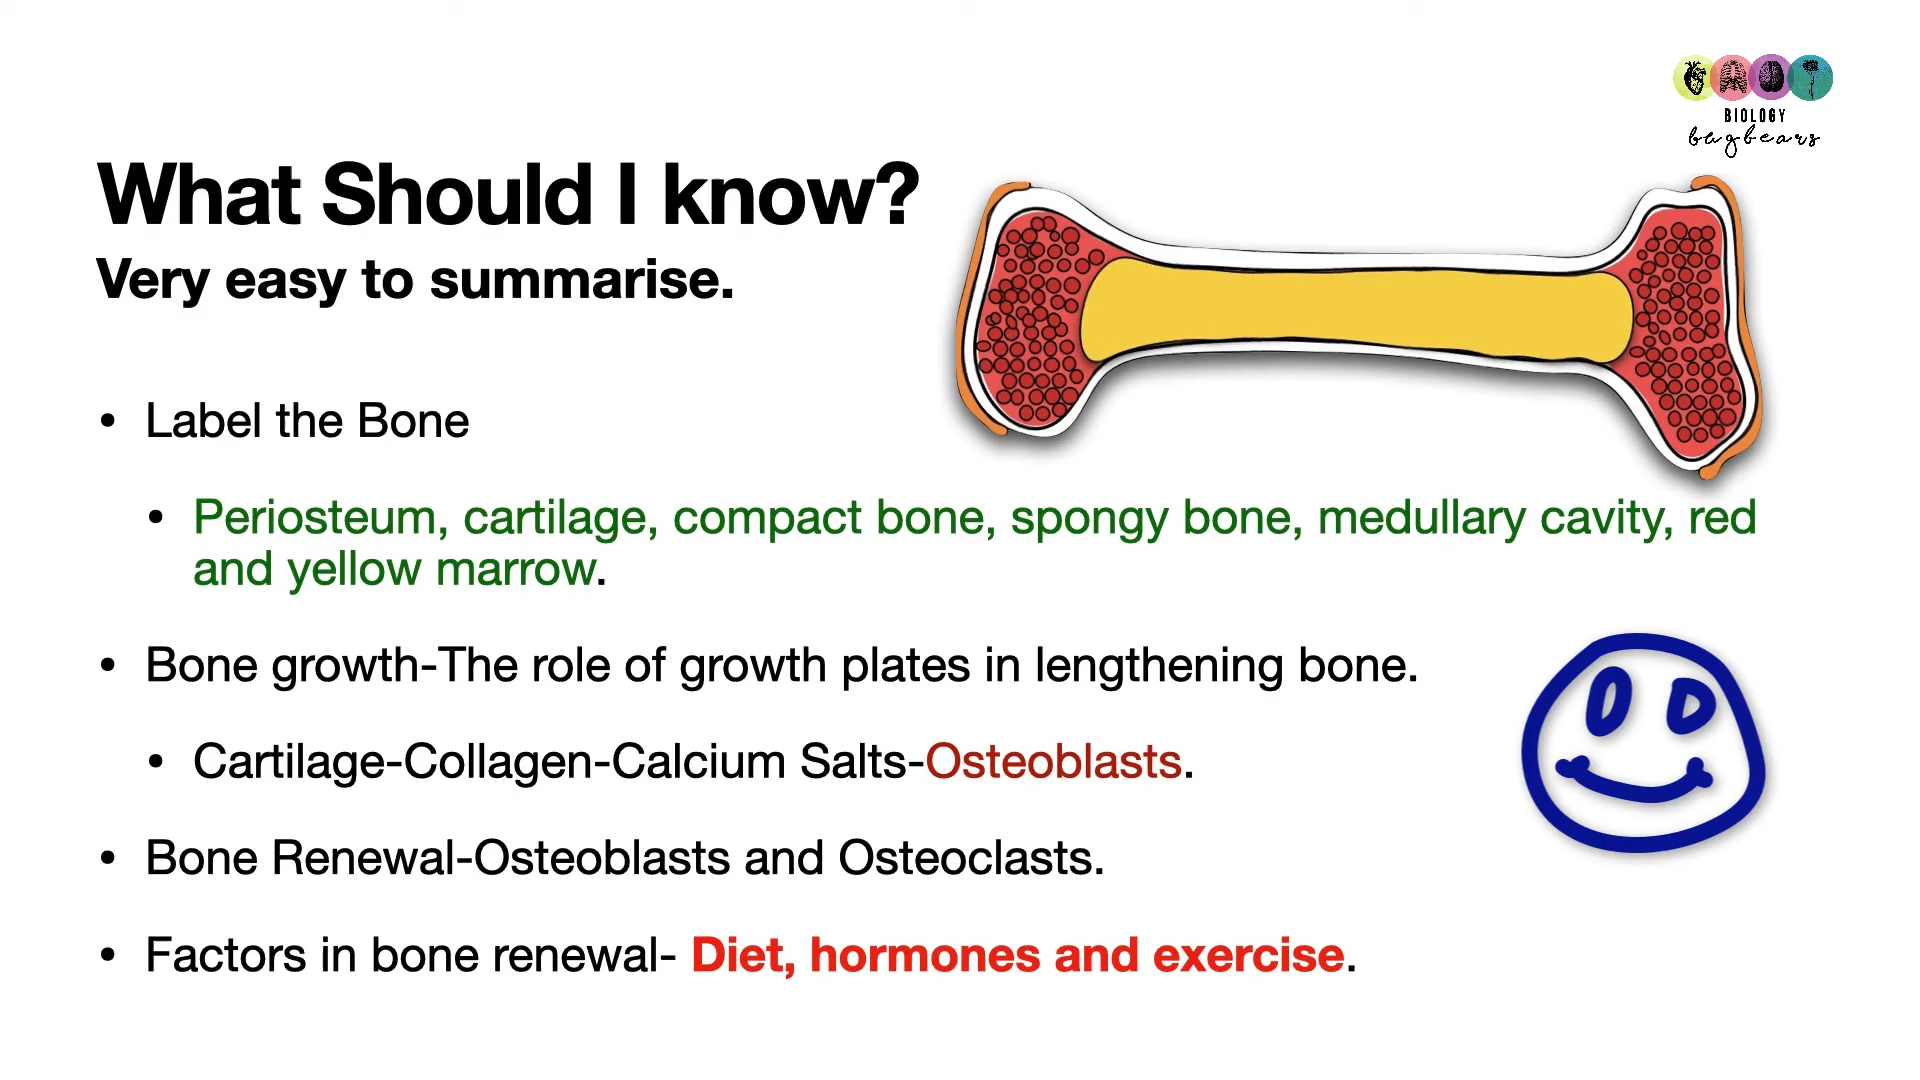 BIOLOGY
bugbears
What Should I know?
Very easy to summarise.
• Label the Bone
• Periosteum, cartilage, compact bone, spongy bone, medullary cavity, red
and yellow marrow.
• Bone growth-The role of growth plates in lengthening bone.
• Cartilage-Collagen-Calcium Salts-Osteoblasts.
• Bone Renewal-Osteoblasts and Osteoclasts.
• Factors in bone renewal- Diet, hormones and exercise.